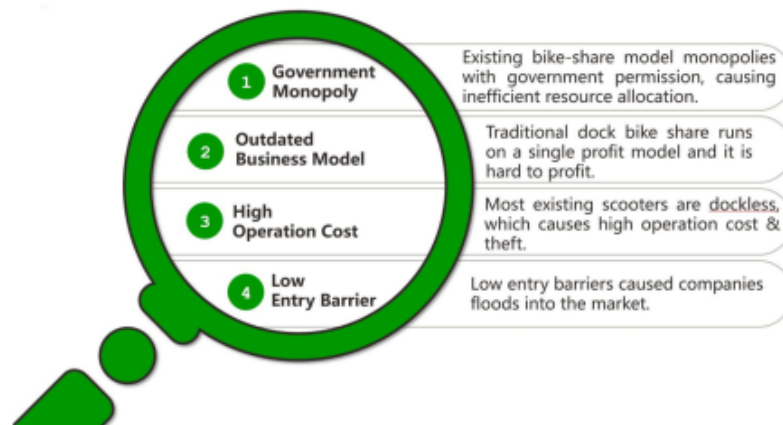 1
Government
Monopoly
Existing bike-share model monopolies
with government permission, causing
inefficient resource allocation.
2
Outdated
Business Model
Traditional dock bike share runs
on a single profit model and it is
hard to profit.
3
High
Operation Cost
Most existing scooters are dockless,
which causes high operation cost &
theft.
4
Low
Entry Barrier
Low entry barriers caused companies
floods into the market.